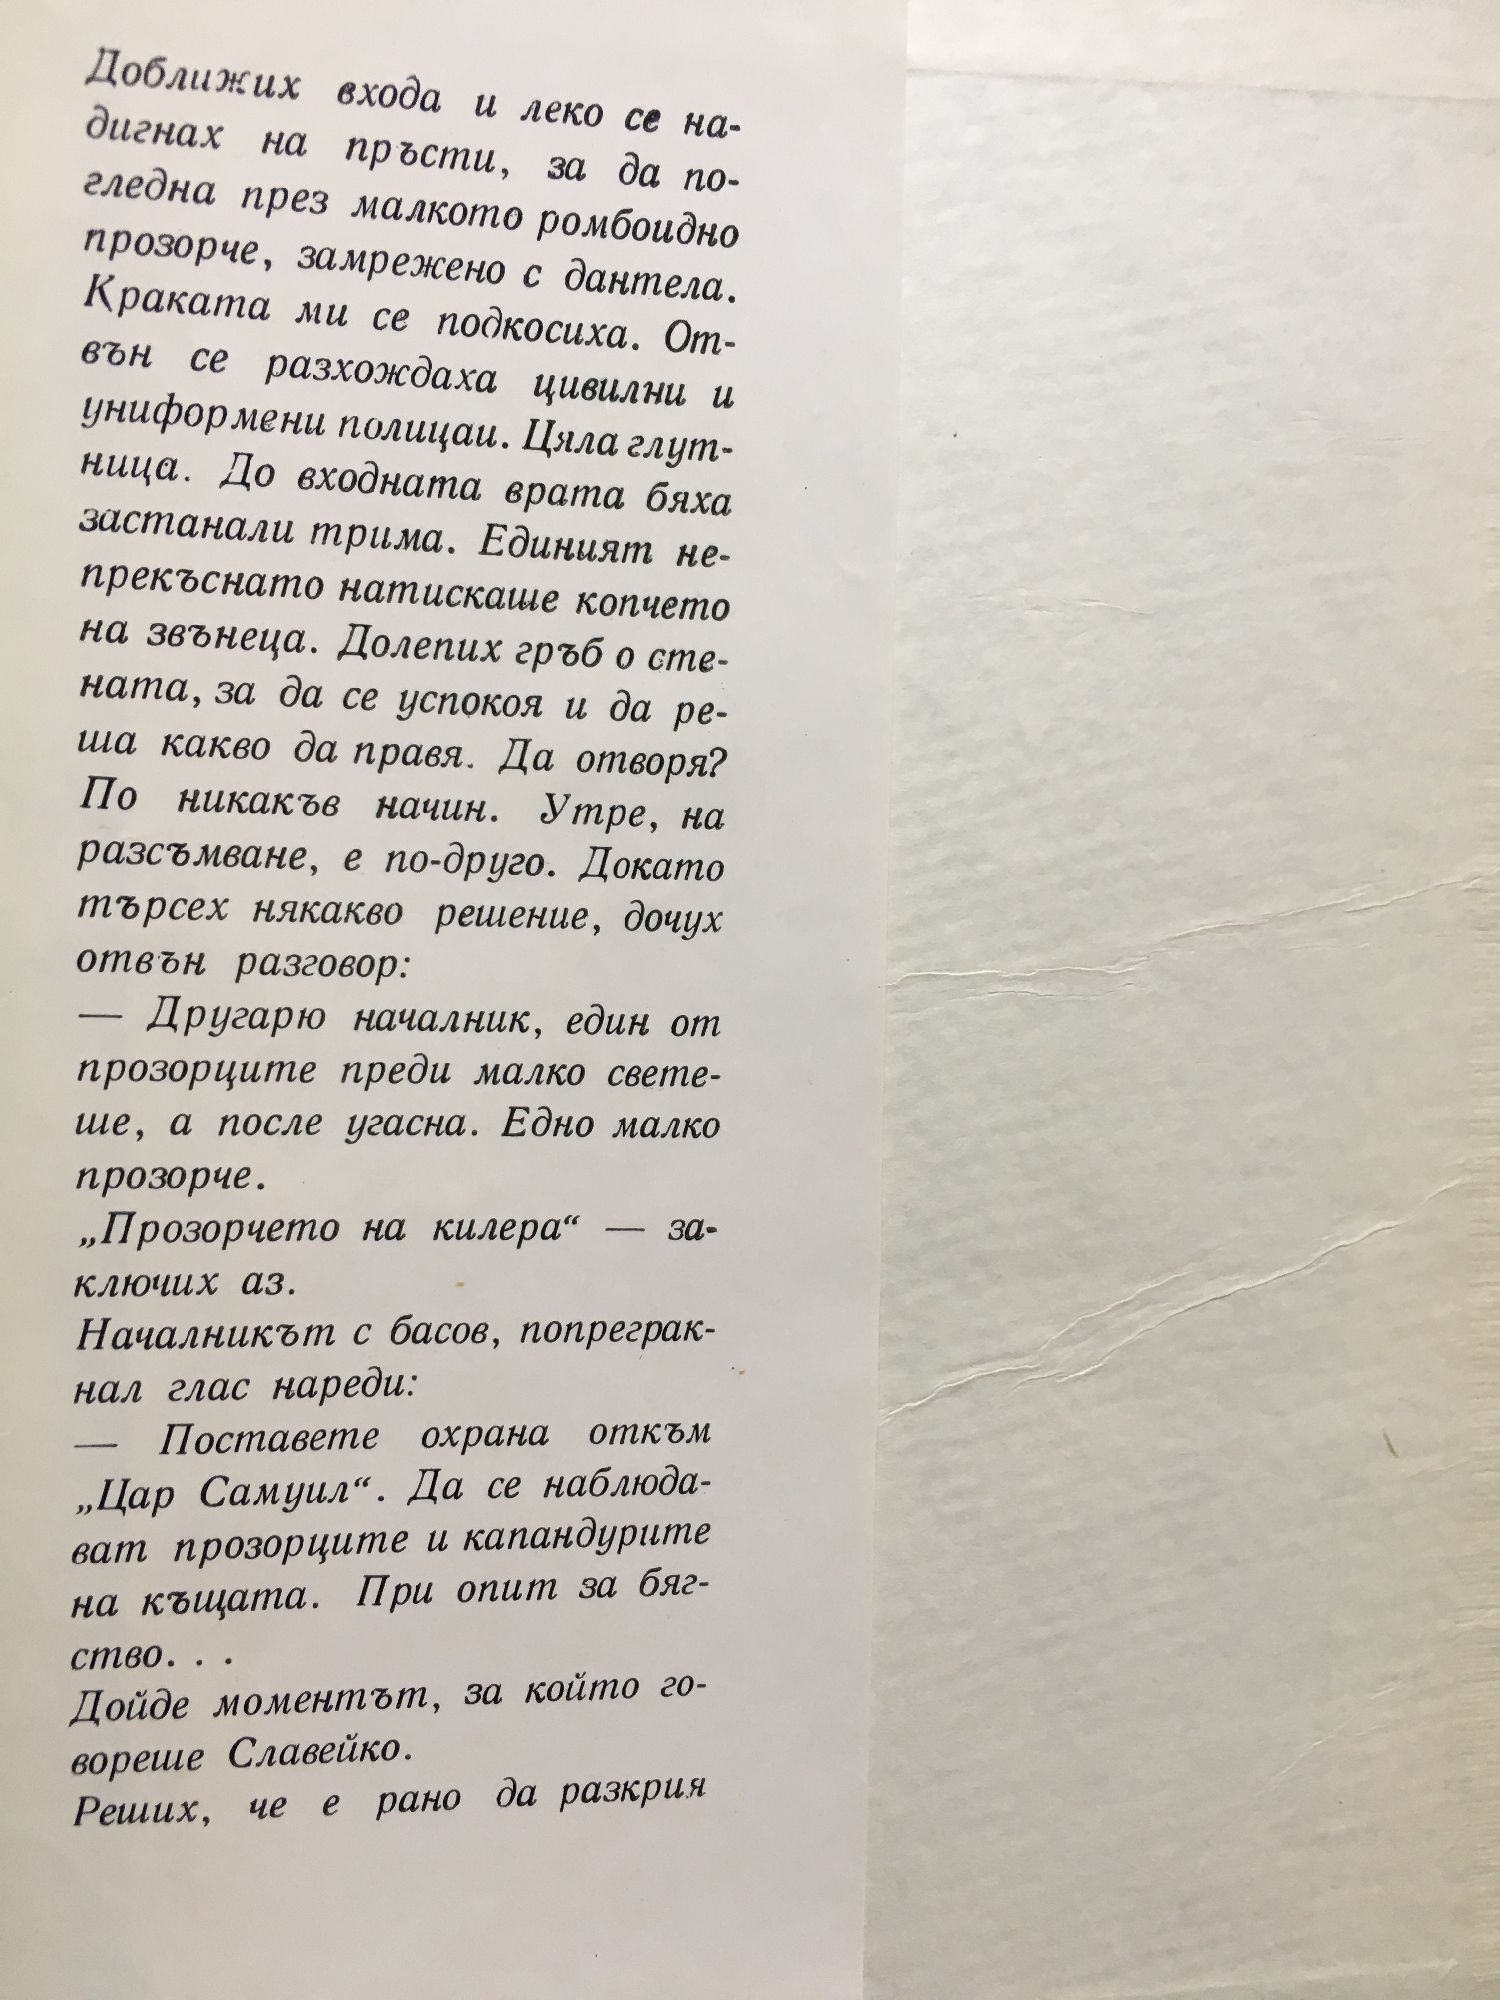 Доближих входа и леко се на-
дигнах на пръсти, за да по-
гледна през малкото ромбоидно
прозорче, замрежено с дантела.
Краката ми се подкосиха. От-
вън се разхождаха цивилни и
униформени полицаи. Цяла глут-
ница. До входната врата бяха
застанали трима. Единият не-
прекъснато натискаше копчето
на звънеца. Долепих гръб о сте-
ната, за да се успокоя и да ре-
ша какво да правя. Да отворя?
По никакъв начин. Утре, на
разсъмване, е по-друго. Докато
търсех някакво решение, дочух
отвън разговор:
— Другарю началник, един от
прозорците преди малко свете-
ше, а после угасна. Едно малко
прозорче.
„Прозорчето на килера“ — за-
ключих аз.
Началникът с басов, попреграк-
нал глас нареди:
— Поставете охрана откъм
„Цар Самуил“. Да се наблюда-
ват прозорците и капандурите
на къщата. При опит за бяг-
ство. . .
Дойде моментът, за който го-
вореше Славейко.
Реших, че е рано да разкрия